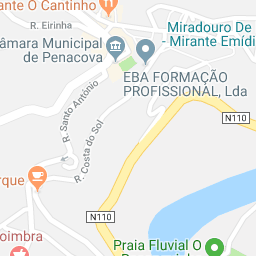 ante O Cantinho
R. Eirinha
Miradouro De
- Mirante Emídi
âmara Municipal
de Penacova
EBA FORMAÇÃO
PROFISSIONAL, Lda
R. Santo António
R. Costa do Sol
N110
rque
N110
oimbra
Praia Fluvial O